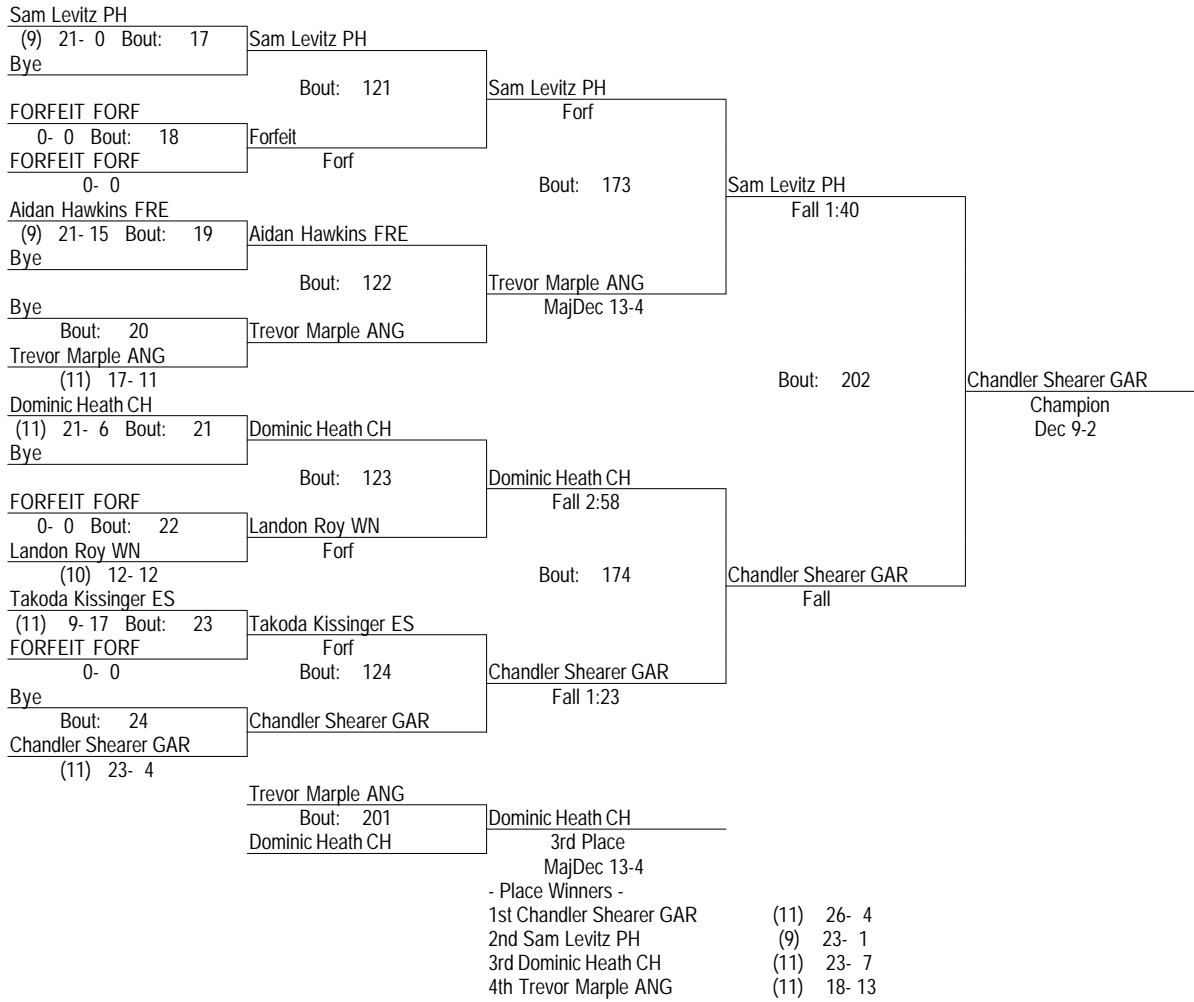 Sam Levitz PH
(9) 21- 0 Bout: 17
Bye
Sam Levitz PH
Bout: 121
FORFEIT FORF
0- 0 Bout: 18
FORFEIT FORF
0- 0
Forfeit
Forf
Sam Levitz PH
Forf
Bout: 173
Aidan Hawkins FRE
(9) 21- 15 Bout: 19
Bye
Aidan Hawkins FRE
Bout: 122
Bye
Bout: 20
Trevor Marple ANG
(11) 17- 11
Trevor Marple ANG
Trevor Marple ANG
MajDec 13-4
Sam Levitz PH
Fall 1:40
Bout: 202
Dominic Heath CH
(11) 21- 6 Bout: 21
Bye
Dominic Heath CH
Bout: 123
FORFEIT FORF
0- 0 Bout: 22
Landon Roy WN
(10) 12- 12
Landon Roy WN
Forf
Dominic Heath CH
Fall 2:58
Bout: 174
Takoda Kissinger ES
(11) 9- 17 Bout: 23
FORFEIT FORF
0- 0
Takoda Kissinger ES
Forf
Bout: 124
Bye
Bout: 24
Chandler Shearer GAR
(11) 23- 4
Chandler Shearer GAR
Chandler Shearer GAR
Fall 1:23
Chandler Shearer GAR
Fall
Chandler Shearer GAR
Champion
Dec 9-2
Trevor Marple ANG
Bout: 201
Dominic Heath CH
Dominic Heath CH
3rd Place
MajDec 13-4
- Place Winners -
1st Chandler Shearer GAR (11) 26- 4
2nd Sam Levitz PH (9) 23- 1
3rd Dominic Heath CH (11) 23- 7
4th Trevor Marple ANG (11) 18- 13